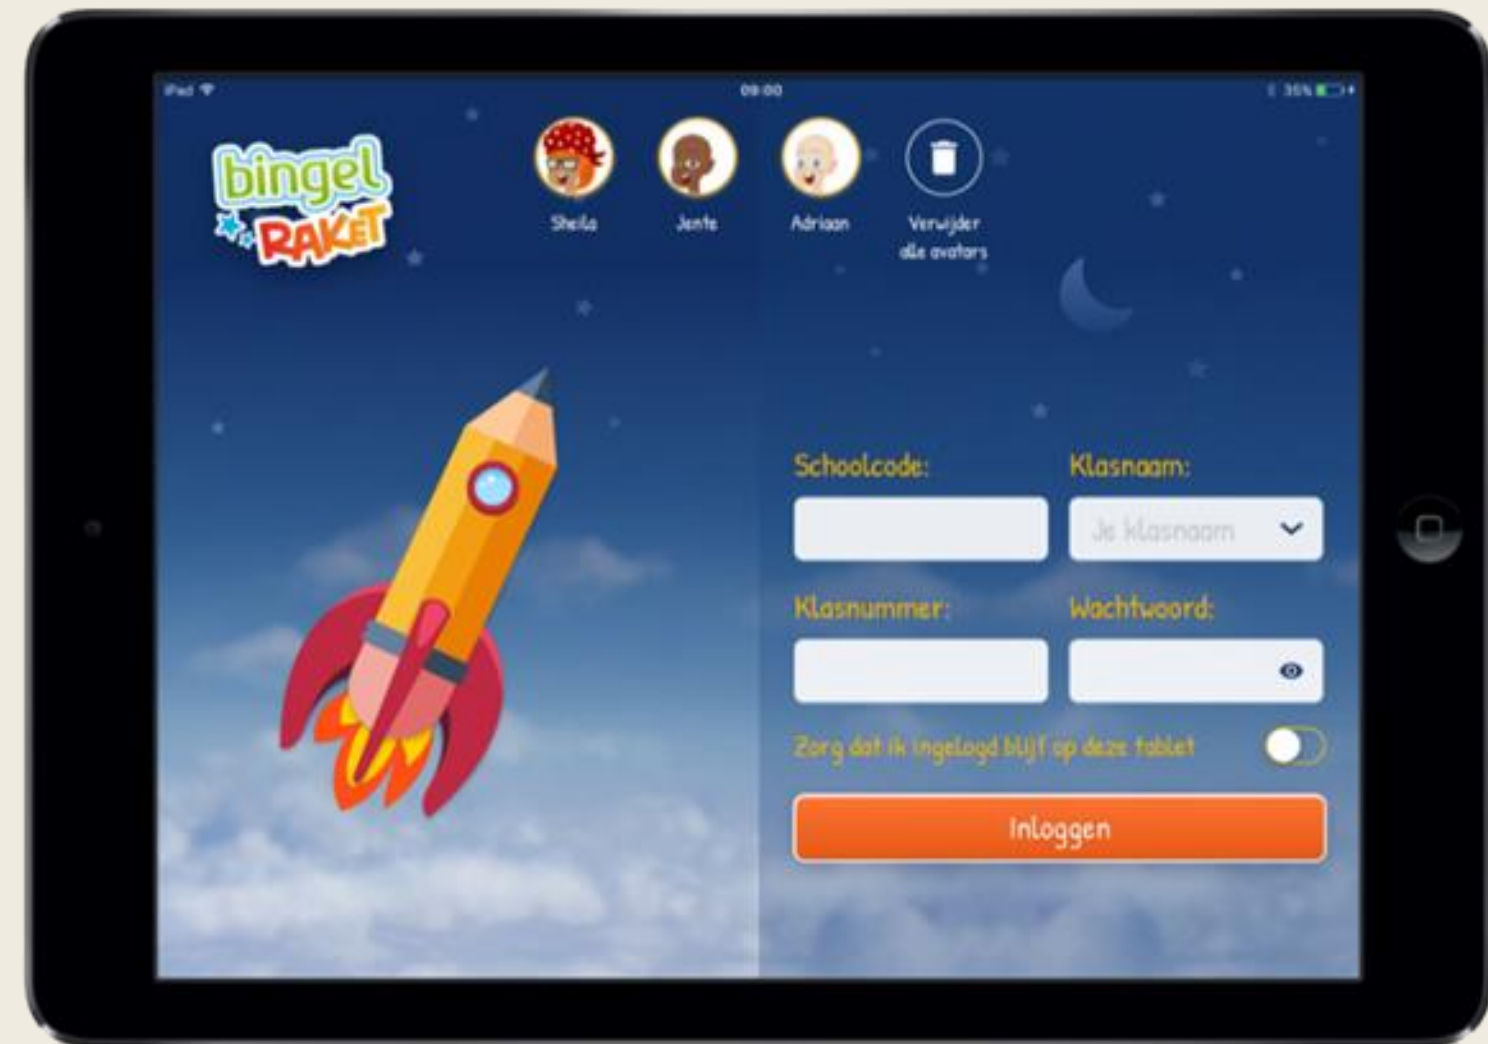 iPad
09:00
35%
bingel
RAKET
Sheila
Jente
Adriaan
Verwijder
alle avatars
Schoolcode:
Klasnaam:
Je klasnaam
Klasnummer:
Wachtwoord:
Zorg dat ik ingelogd blijf op deze tablet
Inloggen